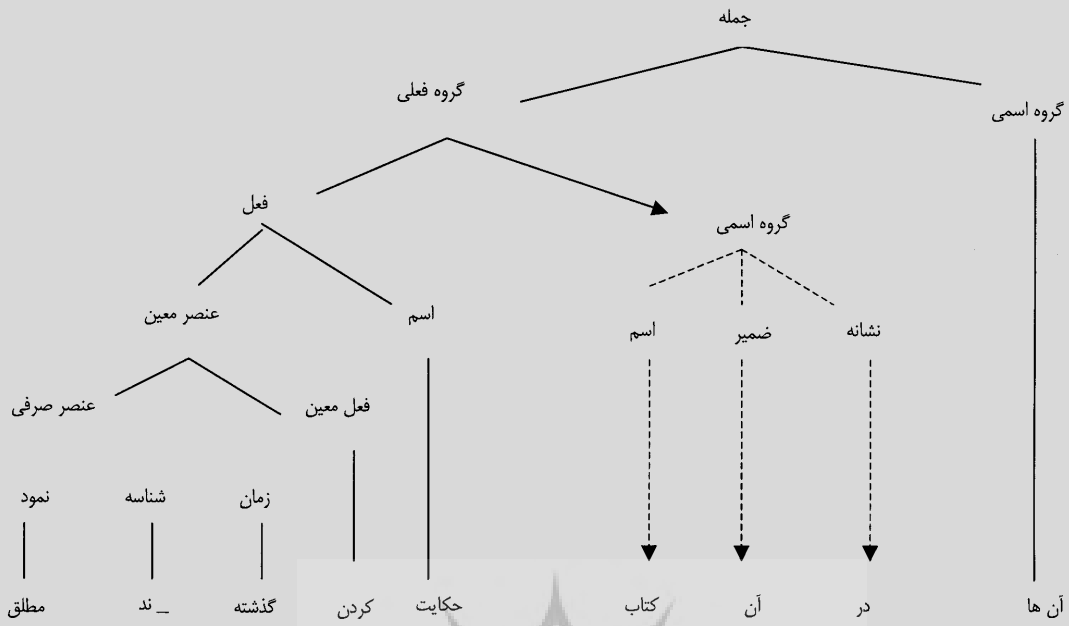 جمله
گروه فعلی
گروه اسمی
فعل
گروه اسمی
عنصر معین
اسم
اسم
ضمیر
نشانه
عنصر صرفی
فعل معین
نمود
شناسه
زمان
آن ها
در
آن
کتاب
حکایت
کردن
گذشته
_ ند
مطلق